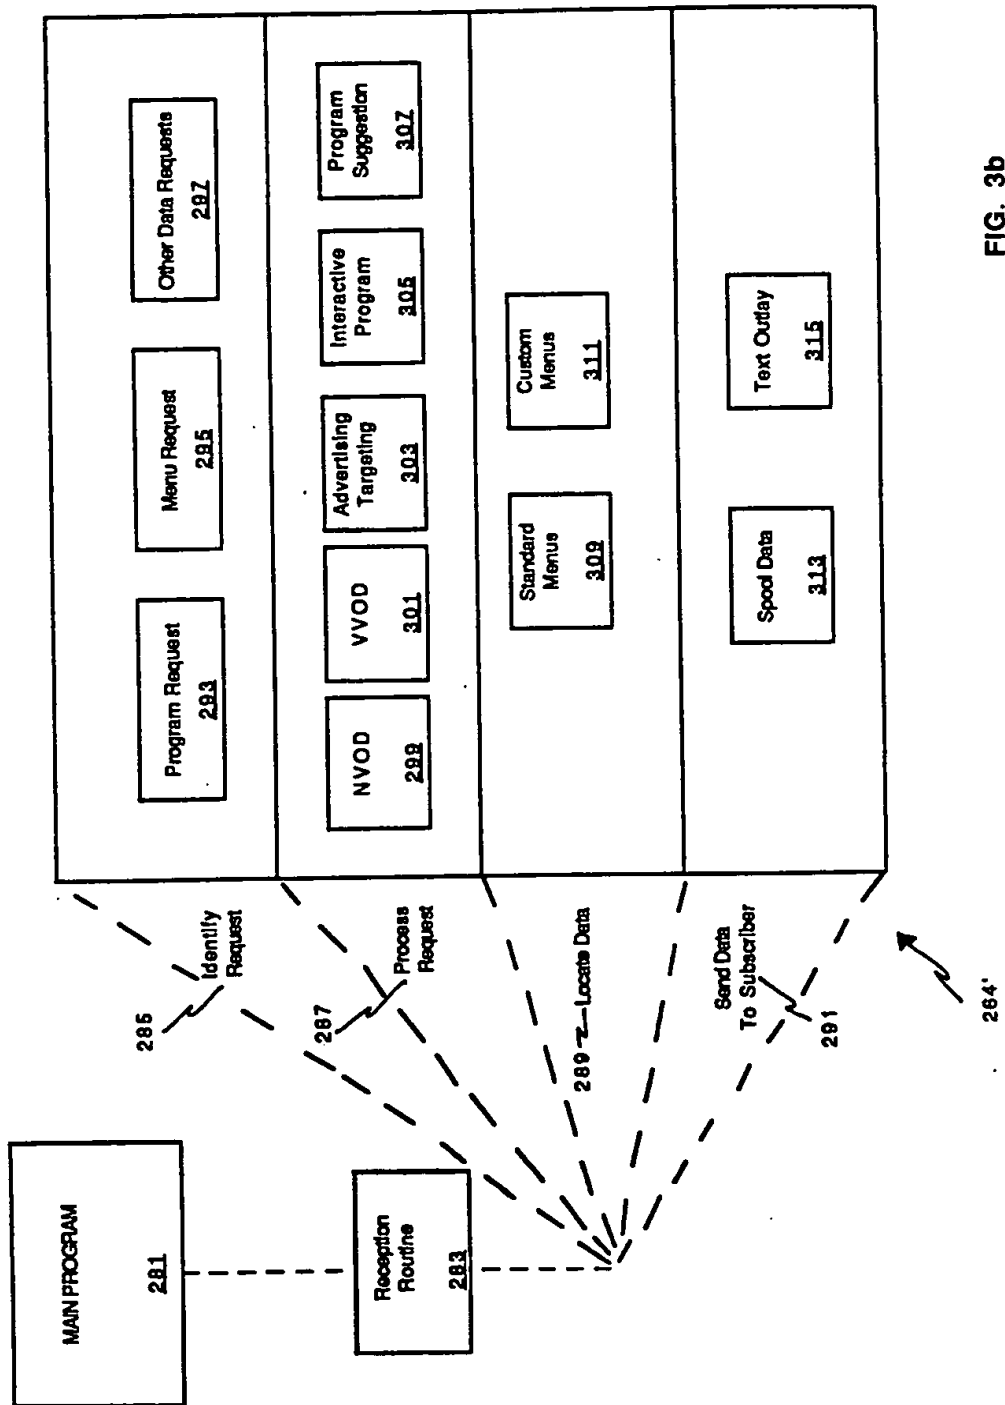 MAIN PROGRAM
281
Reception
Routine
283
285
Identify
Request
287
Process
Request
289
Locate Data
Send Data
To Subscriber
291
264'
Program Request
293
Menu Request
295
Other Data Requests
297
NVOD
299
VVOD
301
Advertising
Targeting
303
Interactive
Program
305
Program
Suggestion
307
Standard
Menus
309
Custom
Menus
311
Spool Data
313
Text Outlay
315
FIG. 3b